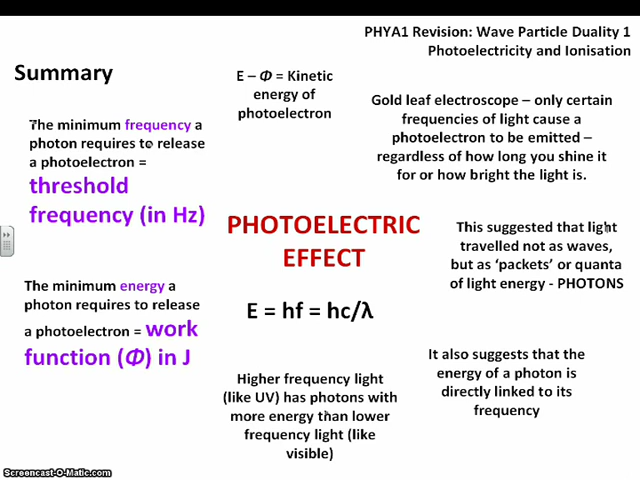 PHYA1 Revision: Wave Particle Duality 1
Photoelectricity and Ionisation
Summary
E – Φ = Kinetic
energy of
photoelectron
Gold leaf electroscope – only certain
frequencies of light cause a
photoelectron to be emitted –
regardless of how long you shine it
for or how bright the light is.
The minimum frequency a
photon requires to release
a photoelectron =
threshold
frequency (in Hz)
PHOTOELECTRIC
EFFECT
This suggested that light
travelled not as waves,
but as ‘packets’ or quanta
of light energy - PHOTONS
The minimum energy a
photon requires to release
a photoelectron = work
function (Φ) in J
E = hf = hc/λ
Higher frequency light
(like UV) has photons with
more energy than lower
frequency light (like
visible)
It also suggests that the
energy of a photon is
directly linked to its
frequency
Screencast-O-Matic.com